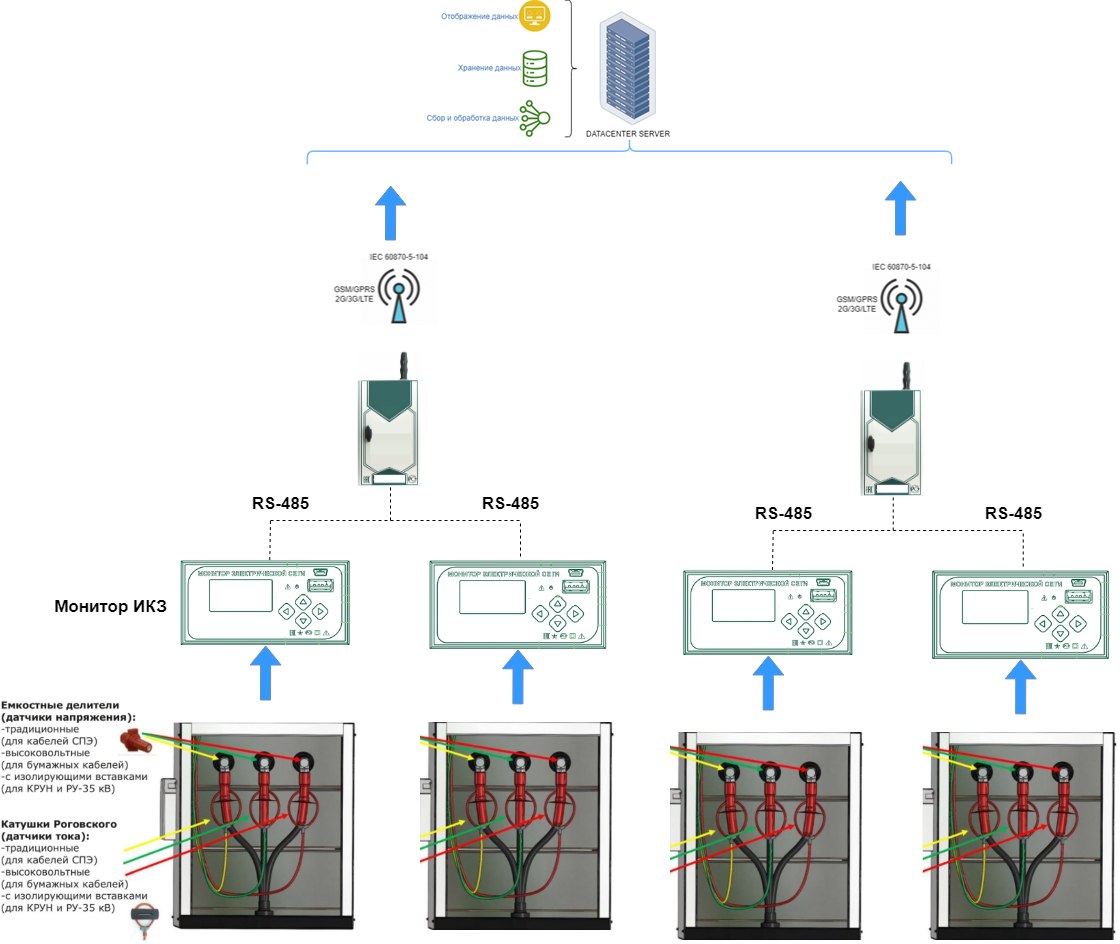 Отображение данных
Хранение данных
Сбор и обработка данных
DATACENTER SERVER
IEC 60870-5-104
GSM/GPRS
2G/3G/LTE
IEC 60870-5-104
GSM/GPRS
2G/3G/LTE
RS-485
RS-485
RS-485
RS-485
МОНИТОР ЭЛЕКТРИЧЕСКОЙ СЕТИ
МОНИТОР ЭЛЕКТРИЧЕСКОЙ СЕТИ
МОНИТОР ЭЛЕКТРИЧЕСКОЙ СЕТИ
МОНИТОР ЭЛЕКТРИЧЕСКОЙ СЕТИ
Монитор ИКЗ
Емкостные делители
(датчики напряжения):
-традиционные
(для кабелей СПЭ)
-высоковольтные
(для бумажных кабелей)
-с изолирующими вставками
(для КРУН и РУ-35 кВ)
Катушки Роговского
(датчики тока):
-традиционные
(для кабелей СПЭ)
-высоковольтные
(для бумажных кабелей)
-с изолирующими вставками
(для КРУН и РУ-35 кВ)